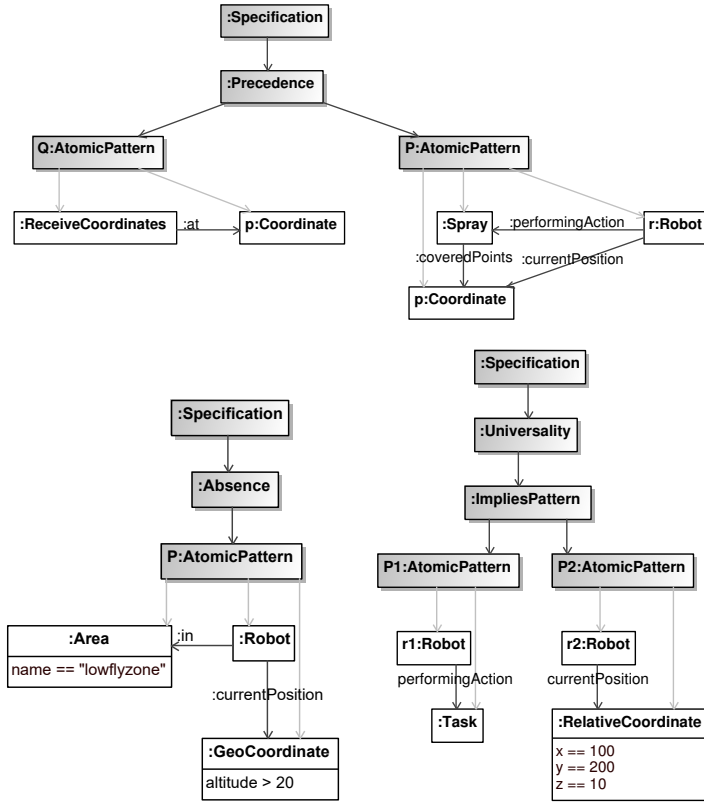 :Specification
:Precedence
Q:AtomicPattern
P:AtomicPattern
:ReceiveCoordinates
:at
p:Coordinate
:Spray
:performingAction
r:Robot
:coveredPoints
:currentPosition
p:Coordinate
:Specification
:Absence
P:AtomicPattern
:Area
name == "lowflyzone"
:in
:Robot
:currentPosition
:GeoCoordinate
altitude > 20
:Specification
:Universality
:ImpliesPattern
P1:AtomicPattern
P2:AtomicPattern
r1:Robot
r2:Robot
performingAction
currentPosition
:Task
:RelativeCoordinate
x == 100
y == 200
z == 10